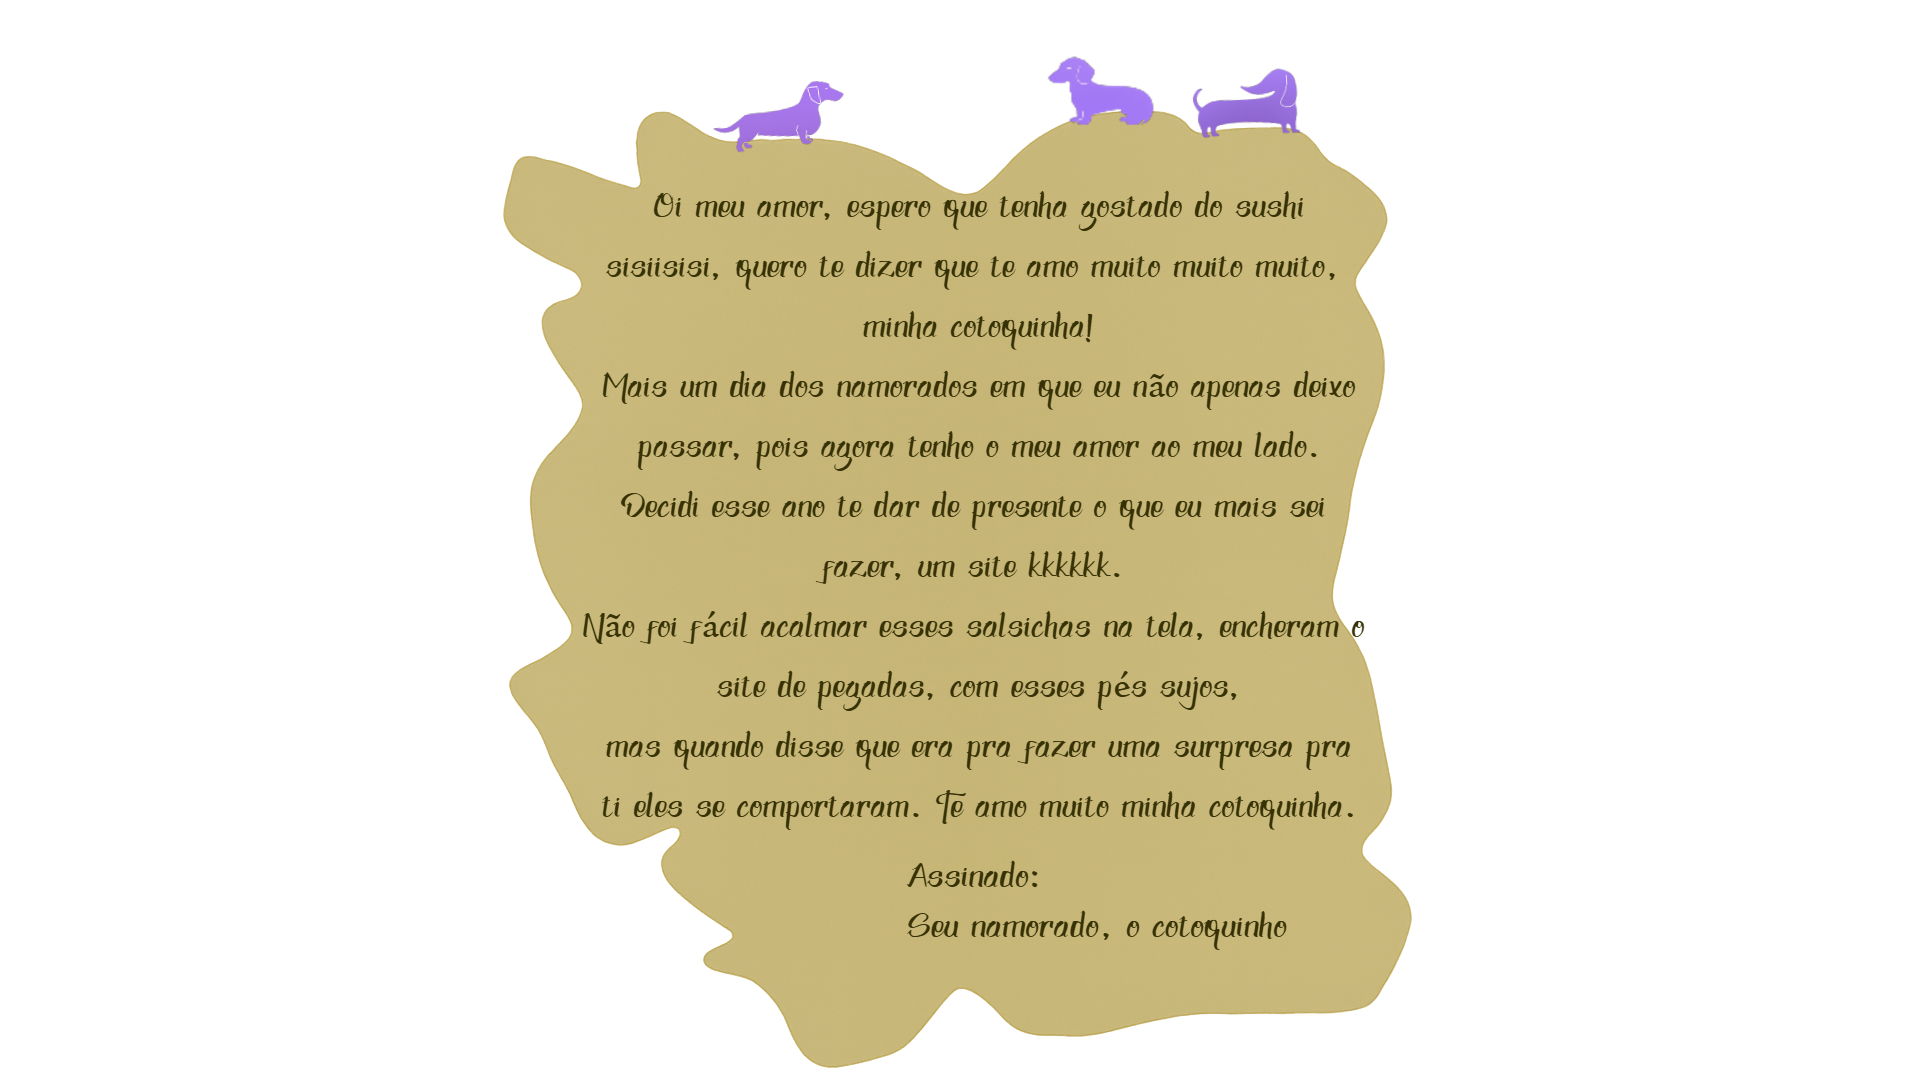 Oi meu amor, espero que tenha gostado do sushi
sisiisisi, quero te dizer que te amo muito muito muito,
minha cotoquinha!
Mais um dia dos namorados em que eu não apenas deixo
passar, pois agora tenho o meu amor ao meu lado.
Decidi esse ano te dar de presente o que eu mais sei
fazer, um site kkkkkk.
Não foi fácil acalmar esses salsichas na tela, encheram o
site de pegadas, com esses pés sujos,
mas quando disse que era pra fazer uma surpresa pra
ti eles se comportaram. Te amo muito minha cotoquinha.
Assinado:
Seu namorado, o cotoquinho